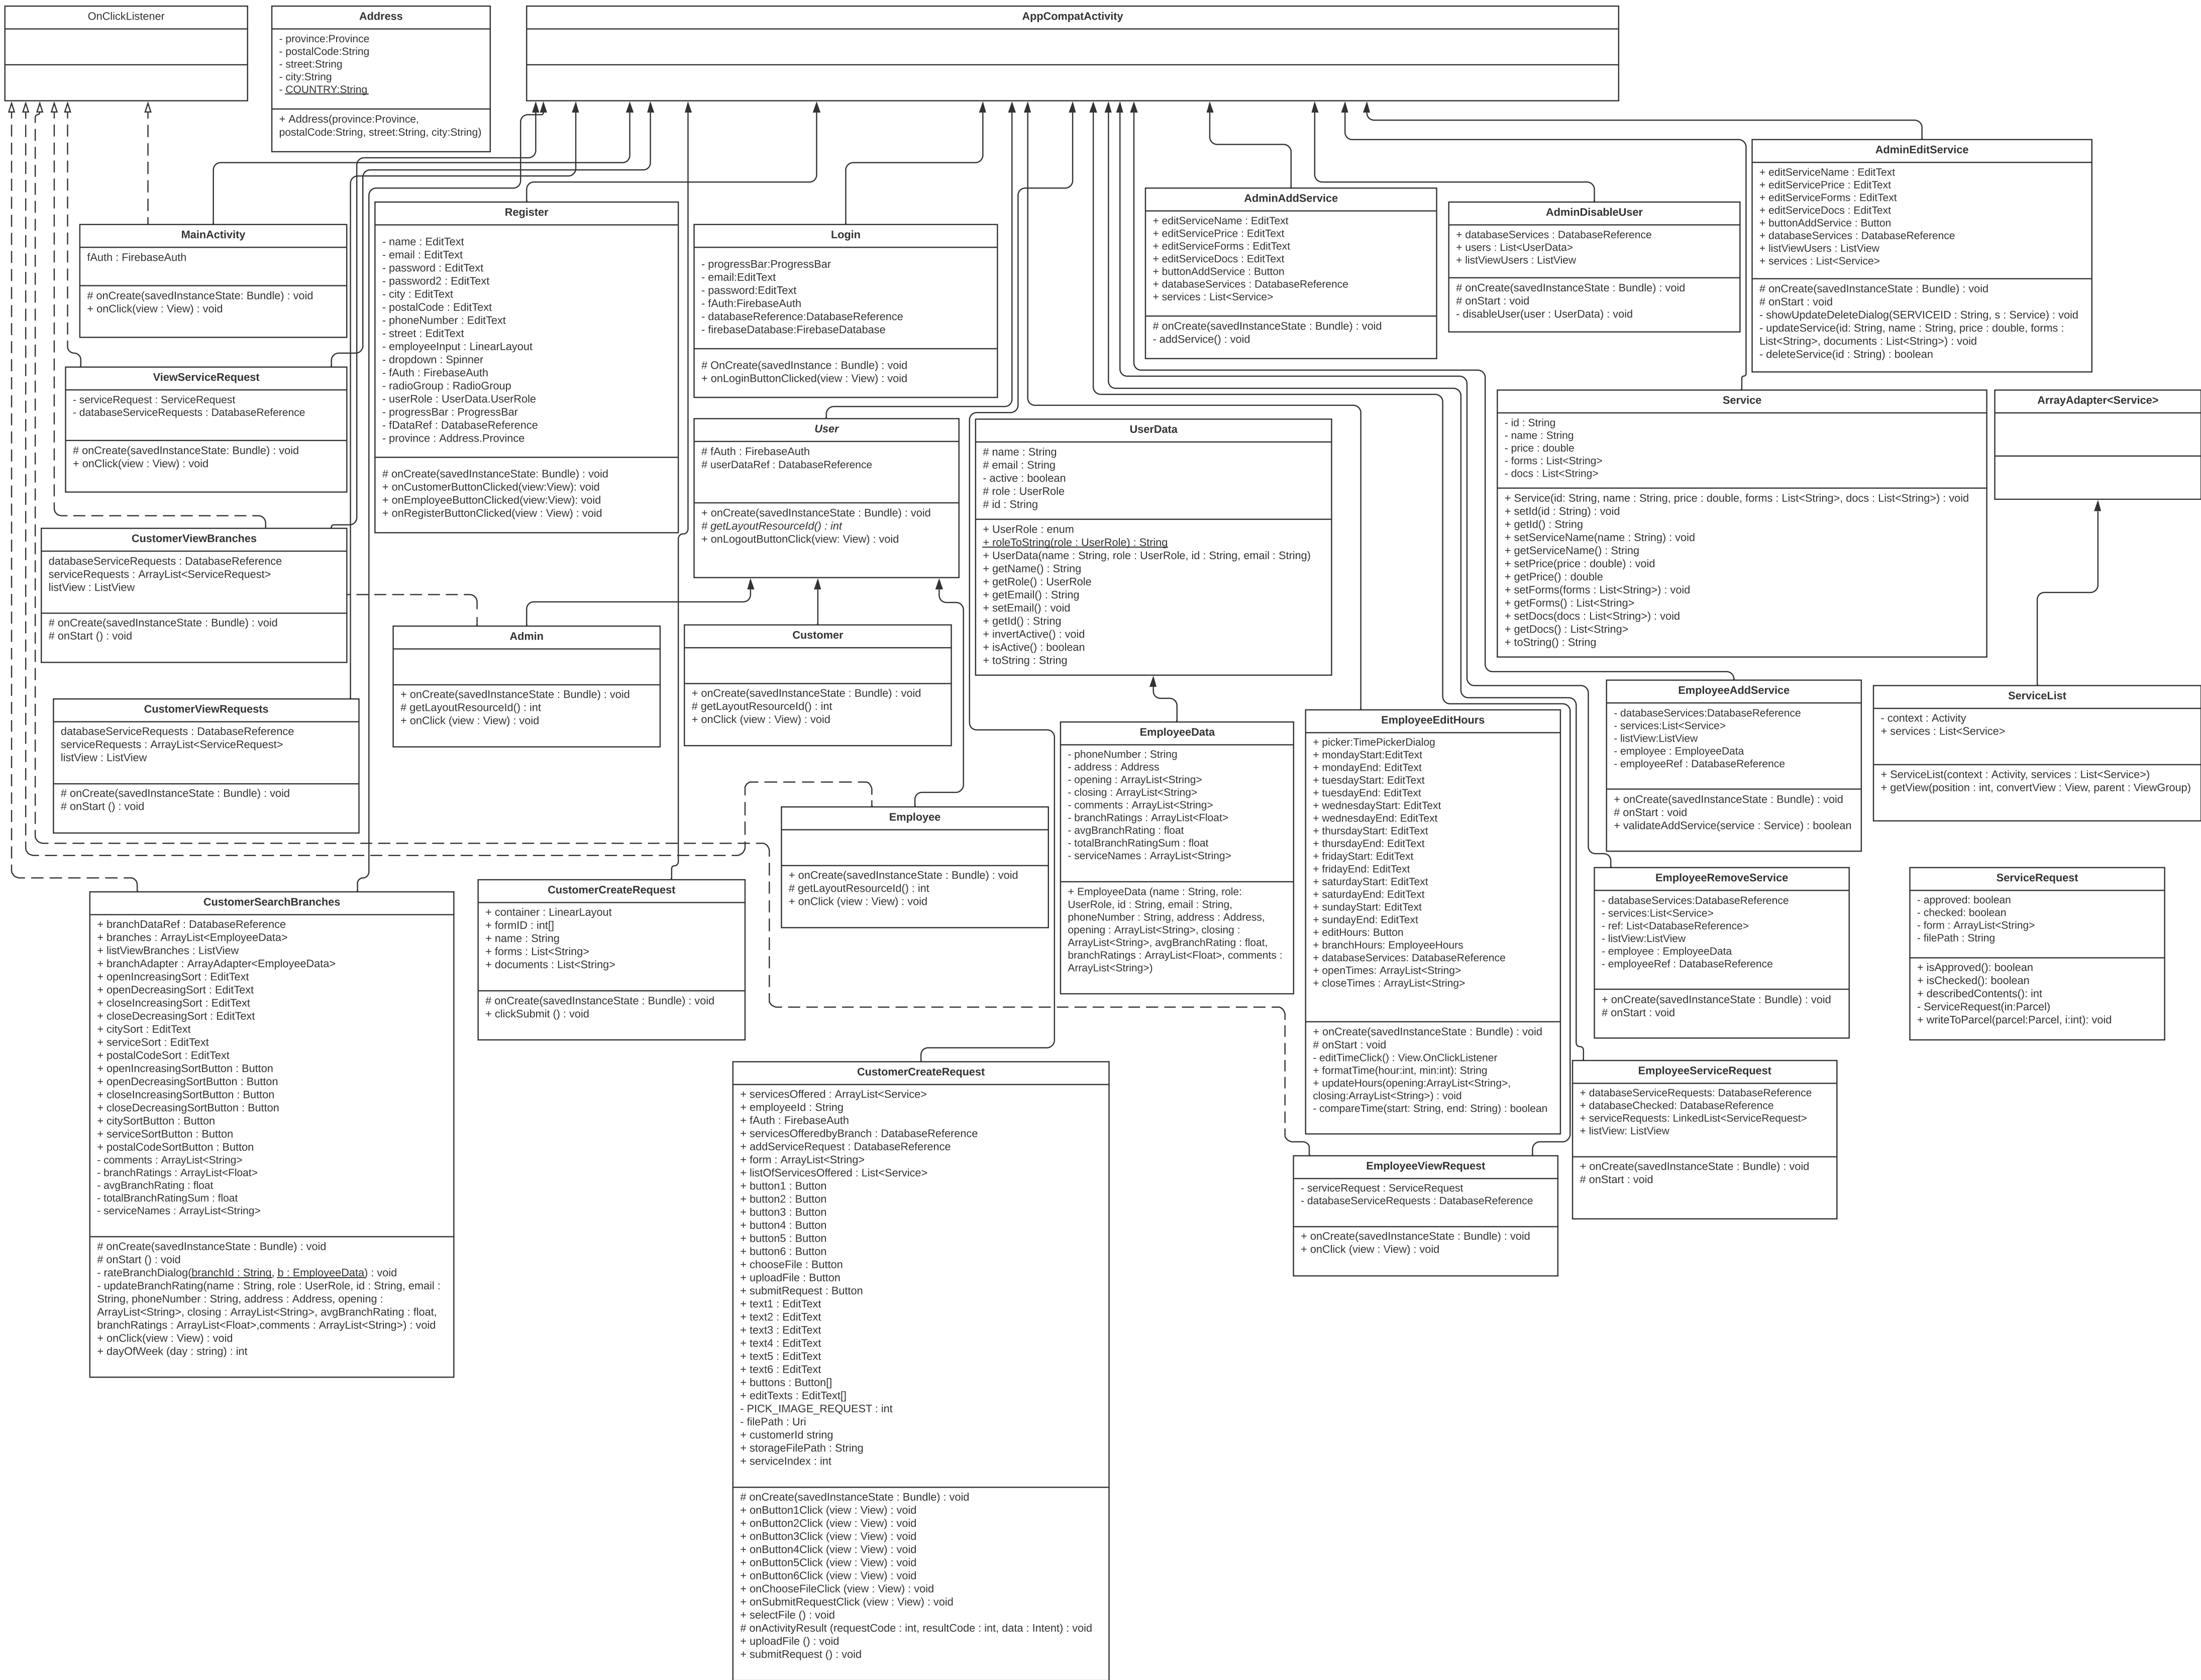 OnClickListener
Address
- province:Province
- postalCode:String
- street:String
- city:String
- COUNTRY:String
+ Address(province:Province,
postalCode:String, street:String, city:String)
AppCompatActivity
MainActivity
fAuth : FirebaseAuth
# onCreate(savedInstanceState: Bundle) : void
+ onClick(view : View) : void
Register
- name : EditText
- email : EditText
- password : EditText
- password2 : EditText
- city : EditText
- postalCode : EditText
- phoneNumber : EditText
- street : EditText
- employeeInput : LinearLayout
- dropdown : Spinner
- fAuth : FirebaseAuth
- radioGroup : RadioGroup
- userRole : UserData.UserRole
- progressBar : ProgressBar
- fDataRef : DatabaseReference
- province : Address.Province
# onCreate(savedInstanceState: Bundle) : void
+ onCustomerButtonClicked(view:View): void
+ onEmployeeButtonClicked(view:View): void
+ onRegisterButtonClicked(view : View) : void
Login
- progressBar:ProgressBar
- email:EditText
- password:EditText
- fAuth:FirebaseAuth
- databaseReference:DatabaseReference
- firebaseDatabase:FirebaseDatabase
# OnCreate(savedInstance : Bundle) : void
+ onLoginButtonClicked(view : View) : void
AdminAddService
+ editServiceName : EditText
+ editServicePrice : EditText
+ editServiceForms : EditText
+ editServiceDocs : EditText
+ buttonAddService : Button
+ databaseServices : DatabaseReference
+ services : List<Service>
# onCreate(savedInstanceState : Bundle) : void
- addService() : void
AdminDisableUser
+ databaseServices : DatabaseReference
+ users : List<UserData>
+ listViewUsers : ListView
# onCreate(savedInstanceState : Bundle) : void
# onStart : void
- disableUser(user : UserData) : void
AdminEditService
+ editServiceName : EditText
+ editServicePrice : EditText
+ editServiceForms : EditText
+ editServiceDocs : EditText
+ buttonAddService : Button
+ databaseServices : DatabaseReference
+ listViewUsers : ListView
+ services : List<Service>
# onCreate(savedInstanceState : Bundle) : void
# onStart : void
- showUpdateDeleteDialog(SERVICEID : String, s : Service) : void
- updateService(id: String, name : String, price : double, forms :
List<String>, documents : List<String>) : void
- deleteService(id : String) : boolean
ViewServiceRequest
- serviceRequest : ServiceRequest
- databaseServiceRequests : DatabaseReference
# onCreate(savedInstanceState: Bundle) : void
+ onClick(view : View) : void
User
# fAuth : FirebaseAuth
# userDataRef : DatabaseReference
+ onCreate(savedInstanceState : Bundle) : void
# getLayoutResourceId() : int
+ onLogoutButtonClick(view: View) : void
UserData
# name : String
# email : String
- active : boolean
# role : UserRole
# id : String
+ UserRole : enum
+ roleToString(role : UserRole) : String
+ UserData(name : String, role : UserRole, id : String, email : String)
+ getName() : String
+ getRole() : UserRole
+ getEmail() : String
+ setEmail() : void
+ getId() : String
+ invertActive() : void
+ isActive() : boolean
+ toString : String
Service
- id : String
- name : String
- price : double
- forms : List<String>
- docs : List<String>
+ Service(id: String, name : String, price : double, forms : List<String>, docs : List<String>) : void
+ setId(id : String) : void
+ getId() : String
+ setServiceName(name : String) : void
+ getServiceName() : String
+ setPrice(price : double) : void
+ getPrice() : double
+ setForms(forms : List<String>) : void
+ getForms() : List<String>
+ setDocs(docs : List<String>) : void
+ getDocs() : List<String>
+ toString() : String
ArrayAdapter<Service>
CustomerViewBranches
databaseServiceRequests : DatabaseReference
serviceRequests : ArrayList<ServiceRequest>
listView : ListView
# onCreate(savedInstanceState : Bundle) : void
# onStart () : void
Admin
+ onCreate(savedInstanceState : Bundle) : void
# getLayoutResourceId() : int
+ onClick (view : View) : void
Customer
+ onCreate(savedInstanceState : Bundle) : void
# getLayoutResourceId() : int
+ onClick (view : View) : void
CustomerViewRequests
databaseServiceRequests : DatabaseReference
serviceRequests : ArrayList<ServiceRequest>
listView : ListView
# onCreate(savedInstanceState : Bundle) : void
# onStart () : void
EmployeeData
- phoneNumber : String
- address : Address
- opening : ArrayList<String>
- closing : ArrayList<String>
- comments : ArrayList<String>
- branchRatings : ArrayList<Float>
- avgBranchRating : float
- totalBranchRatingSum : float
- serviceNames : ArrayList<String>
+ EmployeeData (name : String, role:
UserRole, id : String, email : String,
phoneNumber : String, address : Address,
opening : ArrayList<String>, closing :
ArrayList<String>, avgBranchRating : float,
branchRatings : ArrayList<Float>, comments :
ArrayList<String>)
EmployeeEditHours
+ picker:TimePickerDialog
+ mondayStart:EditText
+ mondayEnd: EditText
+ tuesdayStart: EditText
+ tuesdayEnd: EditText
+ wednesdayStart: EditText
+ wednesdayEnd: EditText
+ thursdayStart: EditText
+ thursdayEnd: EditText
+ fridayStart: EditText
+ fridayEnd: EditText
+ saturdayStart: EditText
+ saturdayEnd: EditText
+ sundayStart: EditText
+ sundayEnd: EditText
+ editHours: Button
+ branchHours: EmployeeHours
+ databaseServices: DatabaseReference
+ openTimes: ArrayList<String>
+ closeTimes: ArrayList<String>
+ onCreate(savedInstanceState : Bundle) : void
# onStart : void
- editTimeClick() : View.OnClickListener
+ formatTime(hour:int, min:int): String
+ updateHours(opening:ArrayList<String>,
closing:ArrayList<String>) : void
- compareTime(start: String, end: String) : boolean
EmployeeAddService
- databaseServices:DatabaseReference
- services:List<Service>
- listView:ListView
- employee : EmployeeData
- employeeRef : DatabaseReference
+ onCreate(savedInstanceState : Bundle) : void
# onStart : void
+ validateAddService(service : Service) : boolean
ServiceList
- context : Activity
+ services : List<Service>
+ ServiceList(context : Activity, services : List<Service>)
+ getView(position : int, convertView : View, parent : ViewGroup)
Employee
+ onCreate(savedInstanceState : Bundle) : void
# getLayoutResourceId() : int
+ onClick (view : View) : void
EmployeeRemoveService
- databaseServices:DatabaseReference
- services:List<Service>
- ref: List<DatabaseReference>
- listView:ListView
- employee : EmployeeData
- employeeRef : DatabaseReference
+ onCreate(savedInstanceState : Bundle) : void
# onStart : void
ServiceRequest
- approved: boolean
- checked: boolean
- form : ArrayList<String>
- filePath : String
+ isApproved(): boolean
+ isChecked(): boolean
+ describedContents(): int
- ServiceRequest(in:Parcel)
+ writeToParcel(parcel:Parcel, i:int): void
CustomerSearchBranches
+ branchDataRef : DatabaseReference
+ branches : ArrayList<EmployeeData>
+ listViewBranches : ListView
+ branchAdapter : ArrayAdapter<EmployeeData>
+ openIncreasingSort : EditText
+ openDecreasingSort : EditText
+ closeIncreasingSort : EditText
+ closeDecreasingSort : EditText
+ citySort : EditText
+ serviceSort : EditText
+ postalCodeSort : EditText
+ openIncreasingSortButton : Button
+ openDecreasingSortButton : Button
+ closeIncreasingSortButton : Button
+ closeDecreasingSortButton : Button
+ citySortButton : Button
+ serviceSortButton : Button
+ postalCodeSortButton : Button
- comments : ArrayList<String>
- branchRatings : ArrayList<Float>
- avgBranchRating : float
- totalBranchRatingSum : float
- serviceNames : ArrayList<String>
# onCreate(savedInstanceState : Bundle) : void
# onStart () : void
- rateBranchDialog(branchId : String, b : EmployeeData) : void
- updateBranchRating(name : String, role : UserRole, id : String, email :
String, phoneNumber : String, address : Address, opening :
ArrayList<String>, closing : ArrayList<String>, avgBranchRating : float,
branchRatings : ArrayList<Float>,comments : ArrayList<String>) : void
+ onClick(view : View) : void
+ dayOfWeek (day : string) : int
CustomerCreateRequest
+ container : LinearLayout
+ formID : int[]
+ name : String
+ forms : List<String>
+ documents : List<String>
# onCreate(savedInstanceState : Bundle) : void
+ clickSubmit () : void
CustomerCreateRequest
+ servicesOffered : ArrayList<Service>
+ employeeId : String
+ fAuth : FirebaseAuth
+ servicesOfferedbyBranch : DatabaseReference
+ addServiceRequest : DatabaseReference
+ form : ArrayList<String>
+ listOfServicesOffered : List<Service>
+ button1 : Button
+ button2 : Button
+ button3 : Button
+ button4 : Button
+ button5 : Button
+ button6 : Button
+ chooseFile : Button
+ uploadFile : Button
+ submitRequest : Button
+ text1 : EditText
+ text2 : EditText
+ text3 : EditText
+ text4 : EditText
+ text5 : EditText
+ text6 : EditText
+ buttons : Button[]
+ editTexts : EditText[]
- PICK_IMAGE_REQUEST : int
- filePath : Uri
+ customerId string
+ storageFilePath : String
+ serviceIndex : int
# onCreate(savedInstanceState : Bundle) : void
+ onButton1Click (view : View) : void
+ onButton2Click (view : View) : void
+ onButton3Click (view : View) : void
+ onButton4Click (view : View) : void
+ onButton5Click (view : View) : void
+ onButton6Click (view : View) : void
+ onChooseFileClick (view : View) : void
+ onSubmitRequestClick (view : View) : void
+ selectFile () : void
# onActivityResult (requestCode : int, resultCode : int, data : Intent) : void
+ uploadFile () : void
+ submitRequest () : void
EmployeeServiceRequest
+ databaseServiceRequests: DatabaseReference
+ databaseChecked: DatabaseReference
+ serviceRequests: LinkedList<ServiceRequest>
+ listView: ListView
+ onCreate(savedInstanceState : Bundle) : void
# onStart : void
EmployeeViewRequest
- serviceRequest : ServiceRequest
- databaseServiceRequests : DatabaseReference
+ onCreate(savedInstanceState : Bundle) : void
+ onClick (view : View) : void